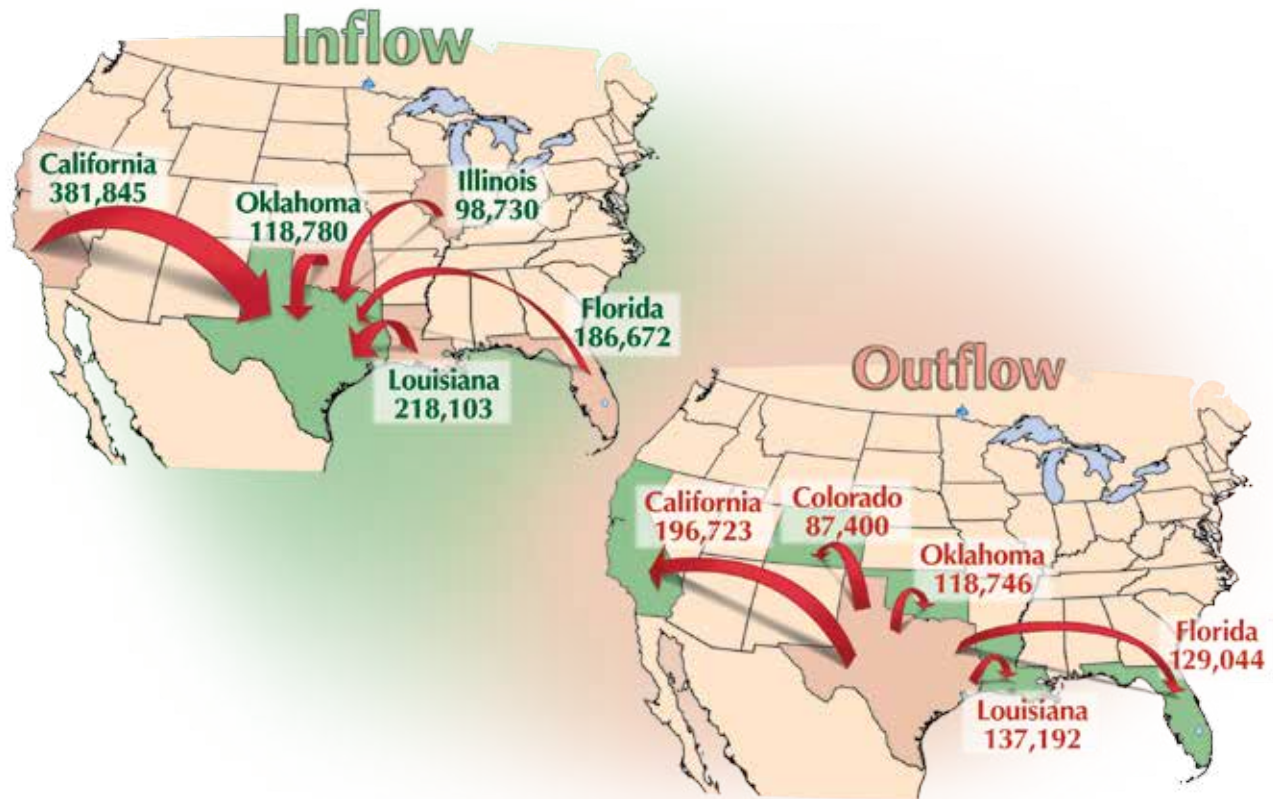 Inflow
California
381,845
Oklahoma
118,780
Illinois
98,730
Florida
186,672
Louisiana
218,103
Outflow
California
196,723
Colorado
87,400
Oklahoma
118,746
Florida
129,044
Louisiana
137,192